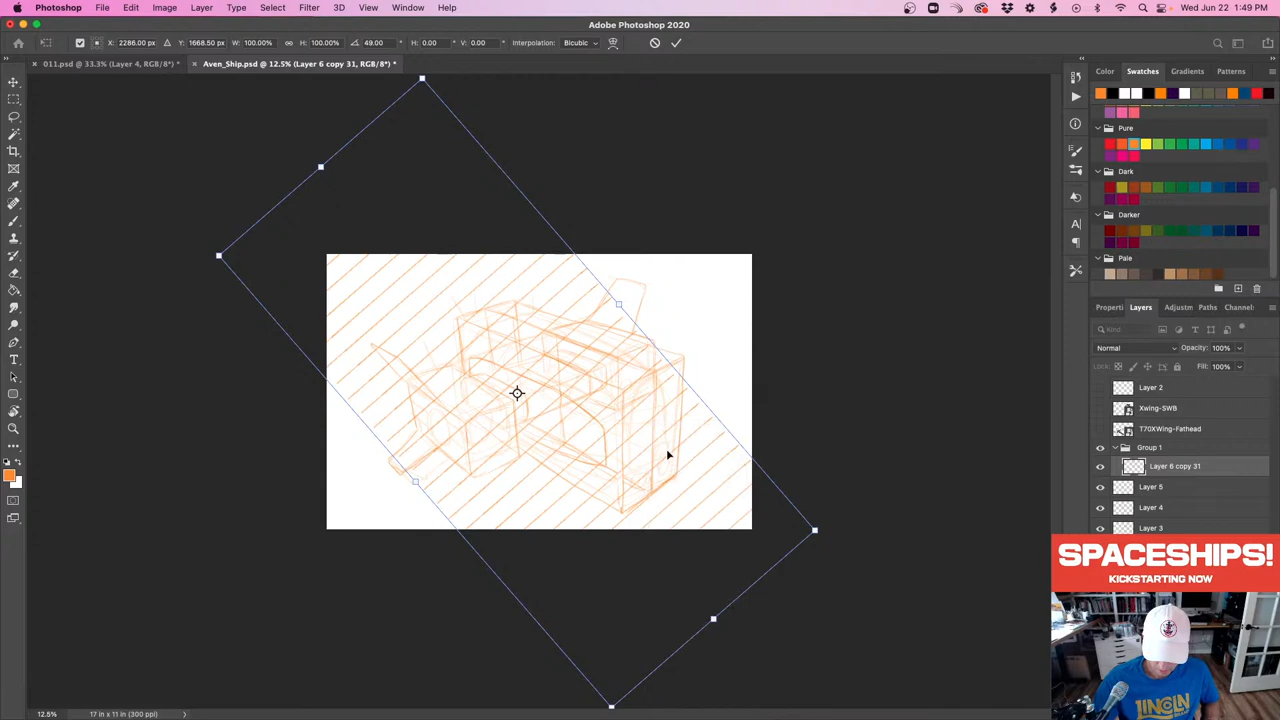 Photoshop File Edit Image Layer Type Select Filter 3D View Window Help Wed Jun 22 1:49 PM
Adobe Photoshop 2020
X: 2286.00 px Y: 1668.50 px W: 100.00% H: 100.00% 49.00 ° H: 0.00 ° V: 0.00 ° Interpolation: Bicubic
011.psd @ 33.3% (Layer 4, RGB/8*) * Aven_Ship.psd @ 12.5% (Layer 6 copy 31, RGB/8*) *
Color Swatches Gradients Patterns
Pure
Dark
Darker
Pale
Properti Layers Adjustm Paths Channel
Kind
Normal Opacity: 100%
Lock: Fill: 100%
Layer 2
Xwing-SWB
T70XWing-Fathead
Group 1
Layer 6 copy 31
Layer 5
Layer 4
Layer 3
SPACESHIPS!
KICKSTARTING NOW
LINCOLN
12.5% 17 in x 11 in (300 ppi)